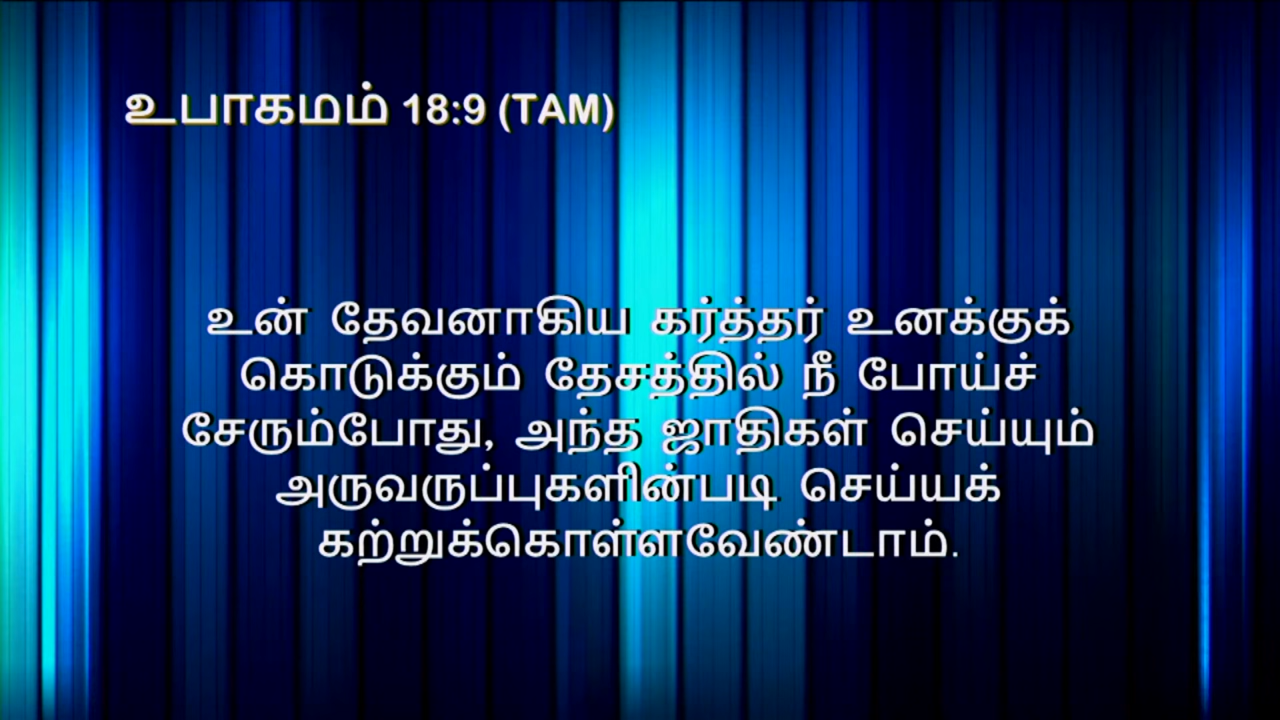 உபாகமம் 18:9 (TAM)
உன் தேவனாகிய கர்த்தர் உனக்குக்
கொடுக்கும் தேசத்தில் நீ போய்ச்
சேரும்போது, அந்த ஜாதிகள் செய்யும்
அருவருப்புகளின்படி செய்யக்
கற்றுக்கொள்ளவேண்டாம்.